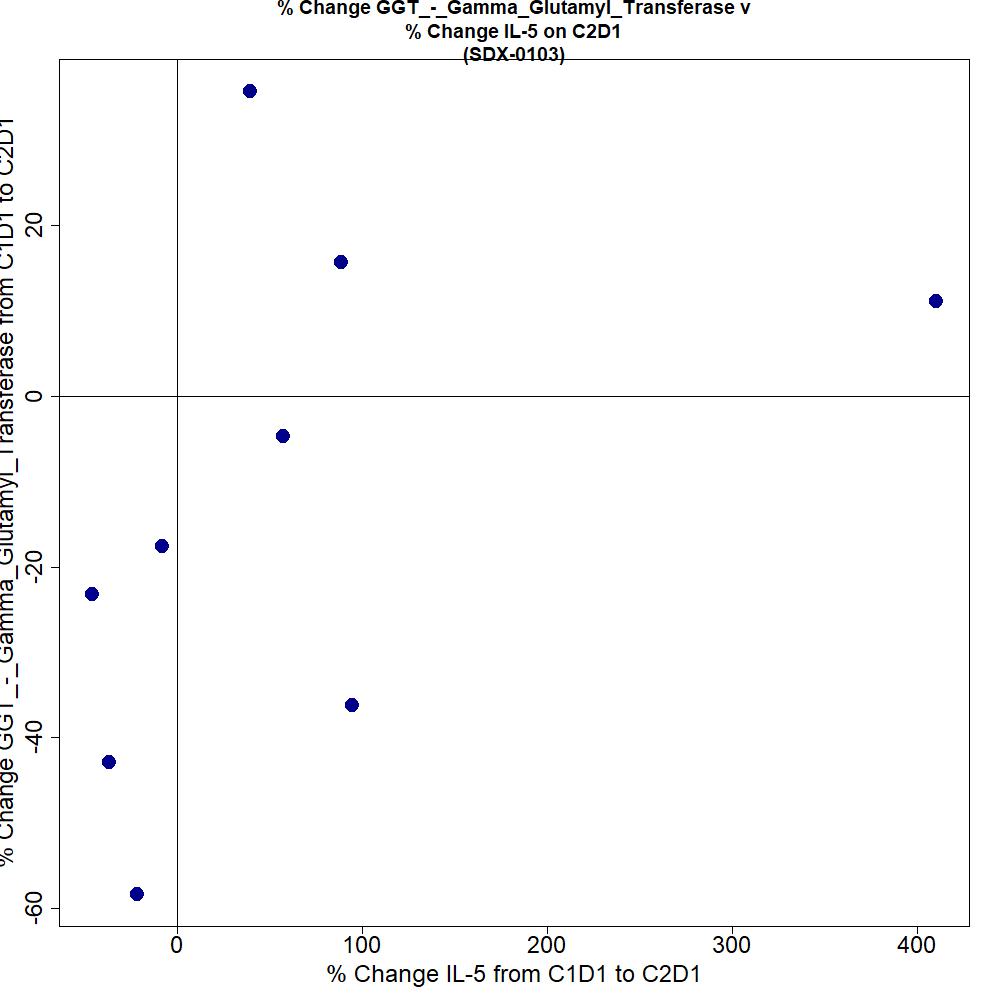 % Change GGT_-_Gamma_Glutamyl_Transferase v
% Change IL-5 on C2D1
(SDX-0103)
% Change GGT_-_Gamma_Glutamyl_Transferase from C1D1 to C2D1
20
0
-20
-40
-60
0 100 200 300 400
% Change IL-5 from C1D1 to C2D1